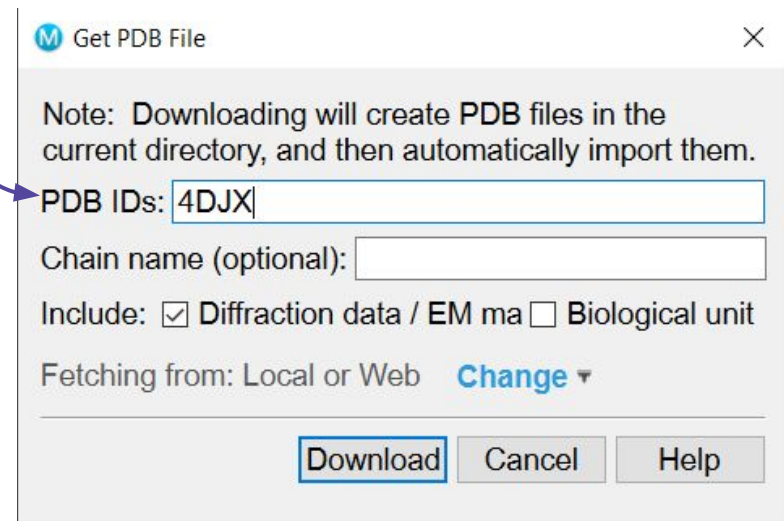 M Get PDB File
Note: Downloading will create PDB files in the
current directory, and then automatically import them.
PDB IDs: 4DJX
Chain name (optional):
Include: Diffraction data / EM ma Biological unit
Fetching from: Local or Web Change
Download Cancel Help